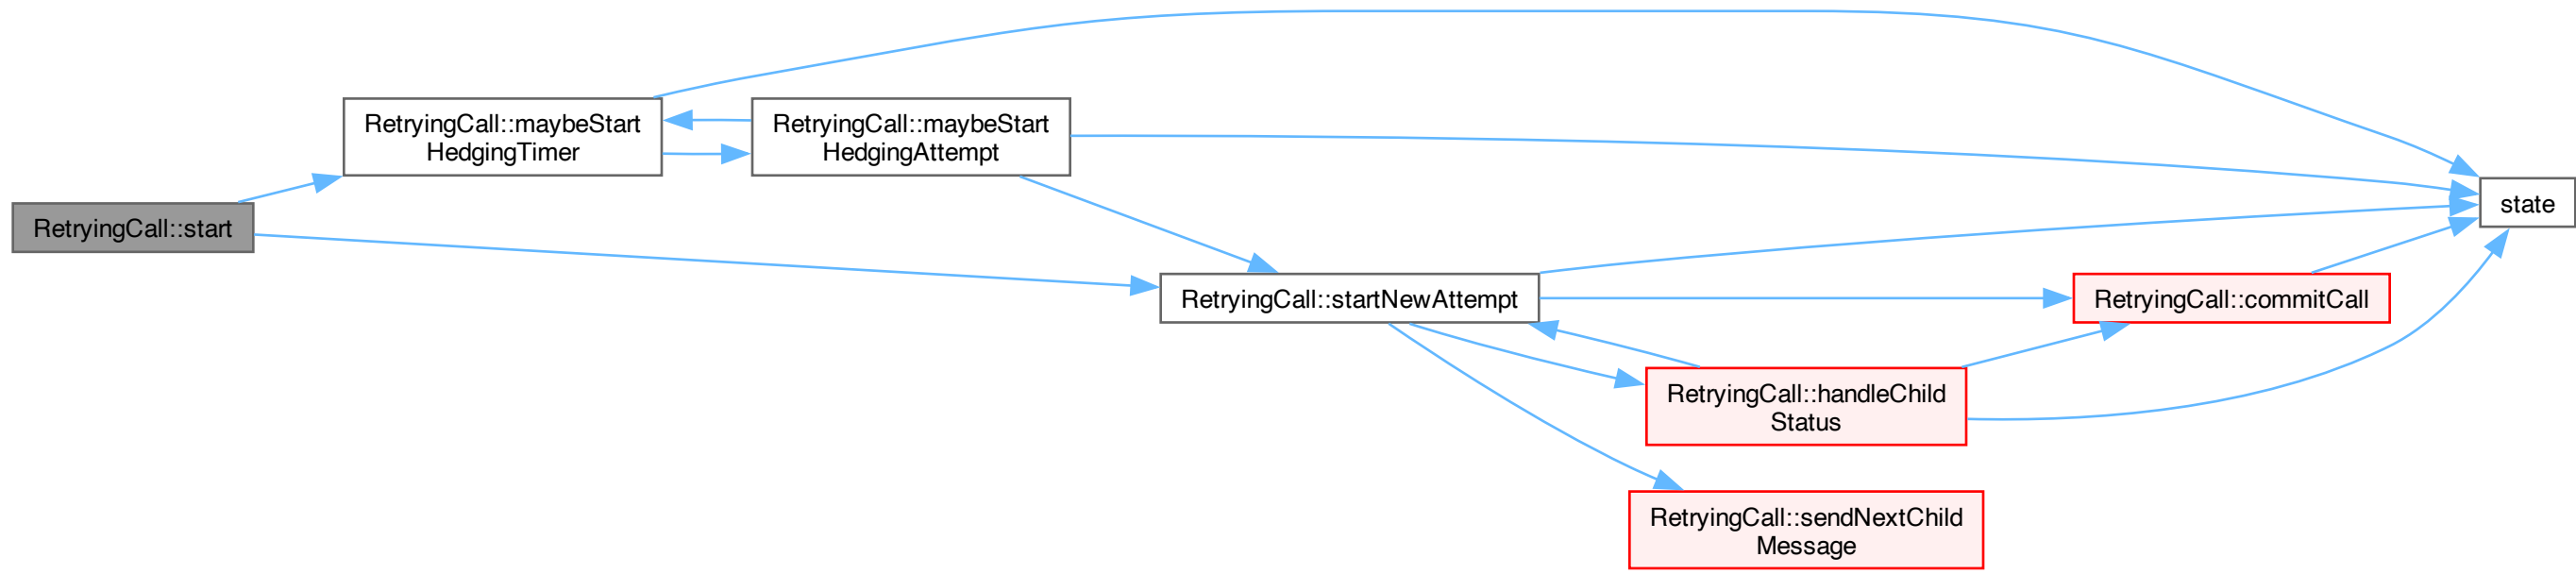 RetryingCall::start
RetryingCall::maybeStart
HedgingTimer
RetryingCall::maybeStart
HedgingAttempt
RetryingCall::startNewAttempt
RetryingCall::handleChild
Status
RetryingCall::sendNextChild
Message
RetryingCall::commitCall
state